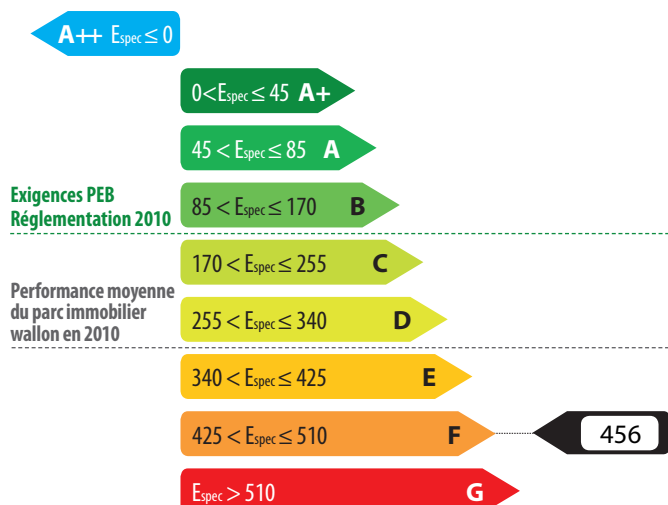 A++ Espec ≤ 0
0<Espec ≤ 45 A+
45 < Espec ≤ 85 A
Exigences PEB
Réglementation 2010
85 < Espec ≤ 170 B
170 < Espec ≤ 255 C
Performance moyenne
du parc immobilier
wallon en 2010
255 < Espec ≤ 340 D
340 < Espec ≤ 425 E
425 < Espec ≤ 510 F
456
Espec > 510 G